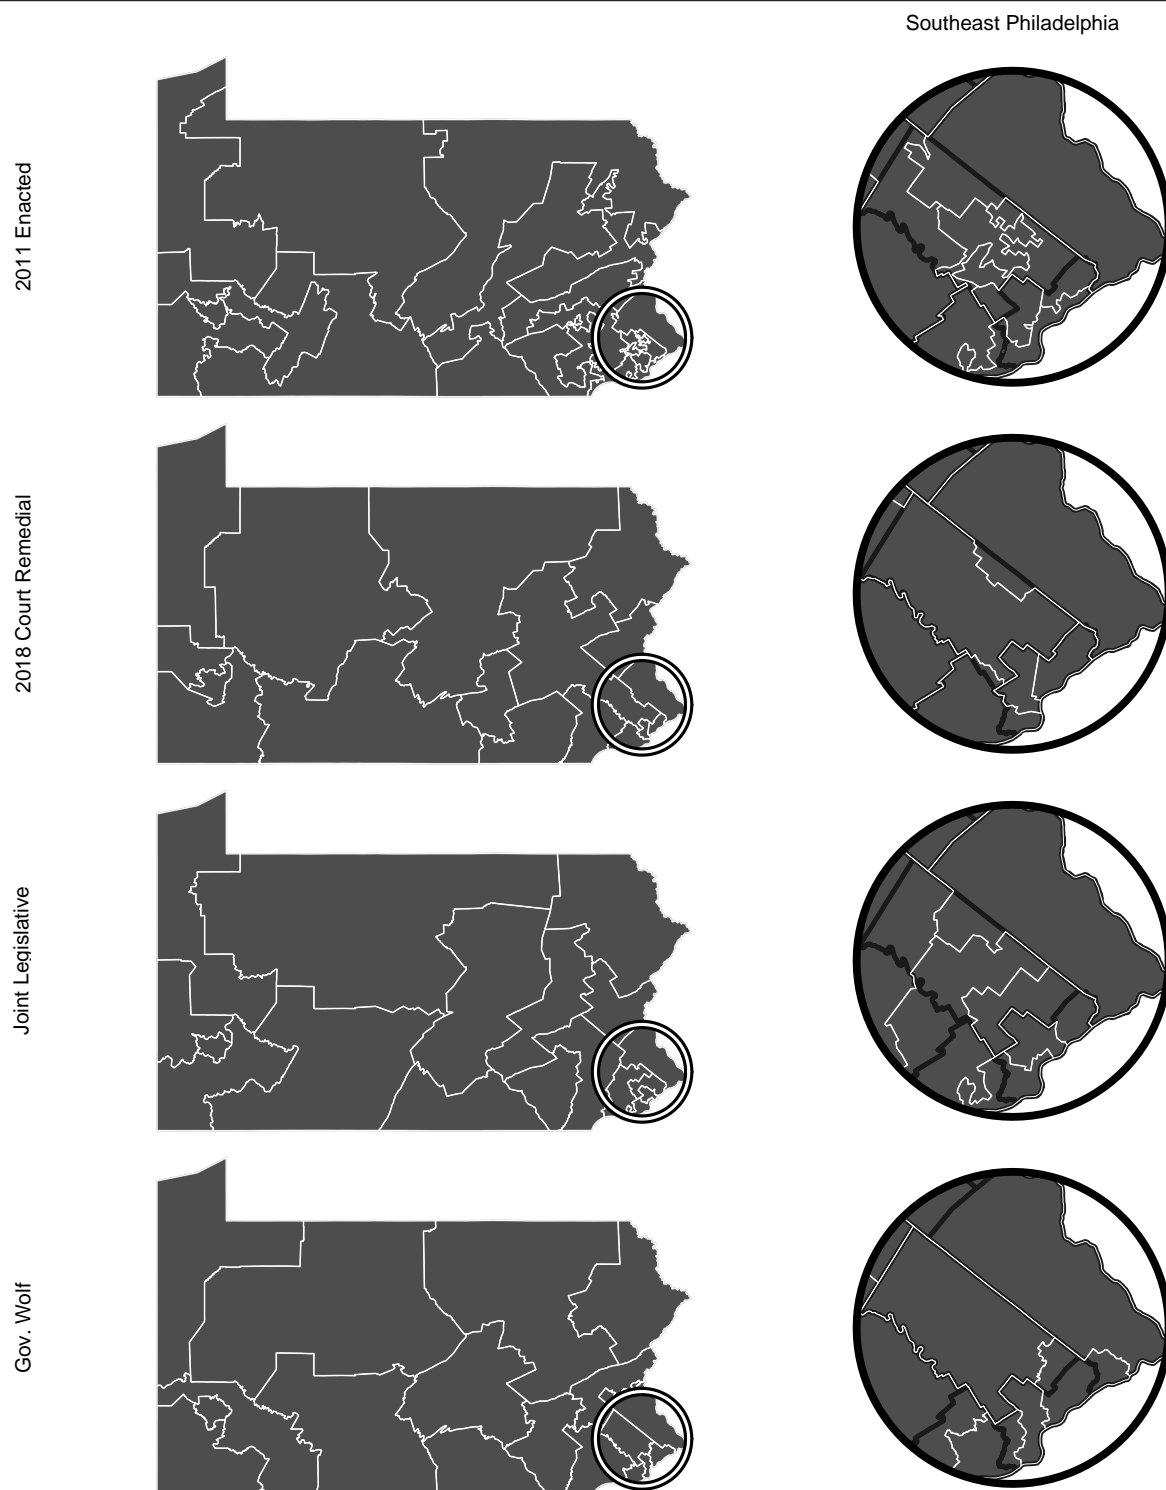 Southeast Philadelphia
2011 Enacted
2018 Court Remedial
Joint Legislative
Gov. Wolf